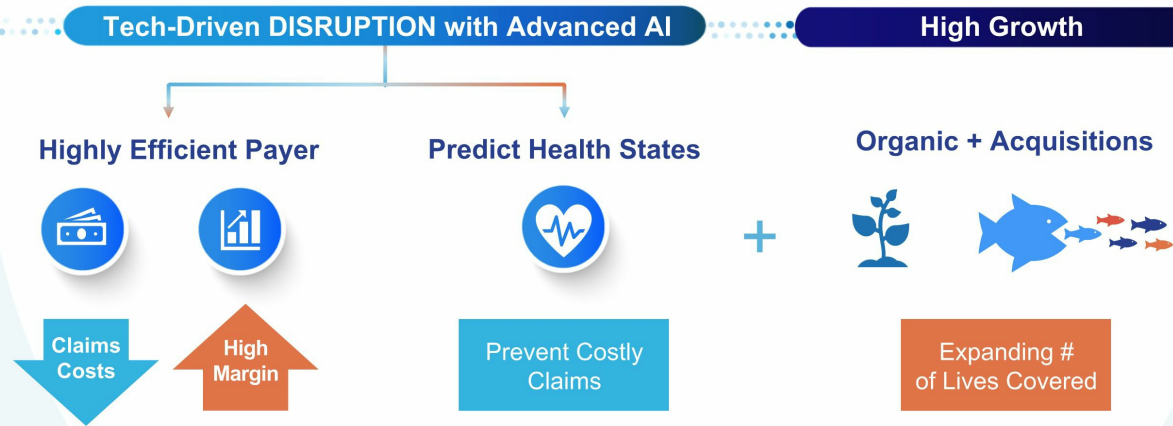 Tech-Driven DISRUPTION with Advanced AI
High Growth
Highly Efficient Payer
Predict Health States
Organic + Acquisitions
+
Claims
Costs
High
Margin
Prevent Costly
Claims
Expanding #
of Lives Covered